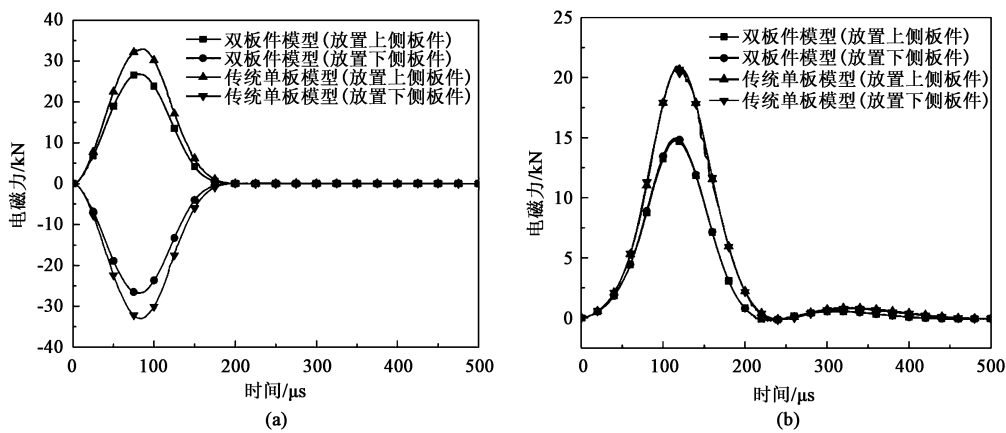 双板件模型(放置上侧板件)
双板件模型(放置下侧板件)
传统单板模型(放置上侧板件)
传统单板模型(放置下侧板件)
40
30
20
10
0
-10
-20
-30
-40
电磁力/kN
0 100 200 300 400 500
时间/μs
(a)
双板件模型(放置上侧板件)
双板件模型(放置下侧板件)
传统单板模型(放置上侧板件)
传统单板模型(放置下侧板件)
25
20
15
10
5
0
电磁力/kN
0 100 200 300 400 500
时间/μs
(b)